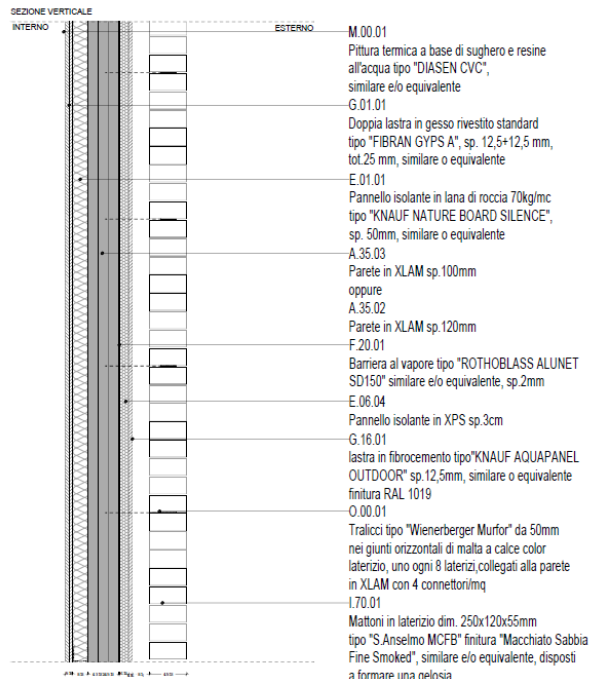 SEZIONE VERTICALE
INTERNO
ESTERNO
M.00.01
Pittura termica a base di sughero e resine
all'acqua tipo "DIASEN CVC",
similare e/o equivalente
G.01.01
Doppia lastra in gesso rivestito standard
tipo "FIBRAN GYPS A", sp. 12,5+12,5 mm,
tot.25 mm, similare o equivalente
E.01.01
Pannello isolante in lana di roccia 70kg/mc
tipo "KNAUF NATURE BOARD SILENCE",
sp. 50mm, similare o equivalente
A.35.03
Parete in XLAM sp.100mm
oppure
A.35.02
Parete in XLAM sp.120mm
F.20.01
Barriera al vapore tipo "ROTHOBLASS ALUNET
SD150" similare e/o equivalente, sp.2mm
E.06.04
Pannello isolante in XPS sp.3cm
G.16.01
lastra in fibrocemento tipo"KNAUF AQUAPANEL
OUTDOOR" sp.12,5mm, similare o equivalente
finitura RAL 1019
O.00.01
Tralicci tipo "Wienerberger Murfor" da 50mm
nei giunti orizzontali di malta a calce color
laterizio, uno ogni 8 laterizi,collegati alla parete
in XLAM con 4 connettori/mq
I.70.01
Mattoni in laterizio dim. 250x120x55mm
tipo "S.Anselmo MCFB" finitura "Macchiato Sabbia
Fine Smoked", similare e/o equivalente, disposti
a formare una gelosia